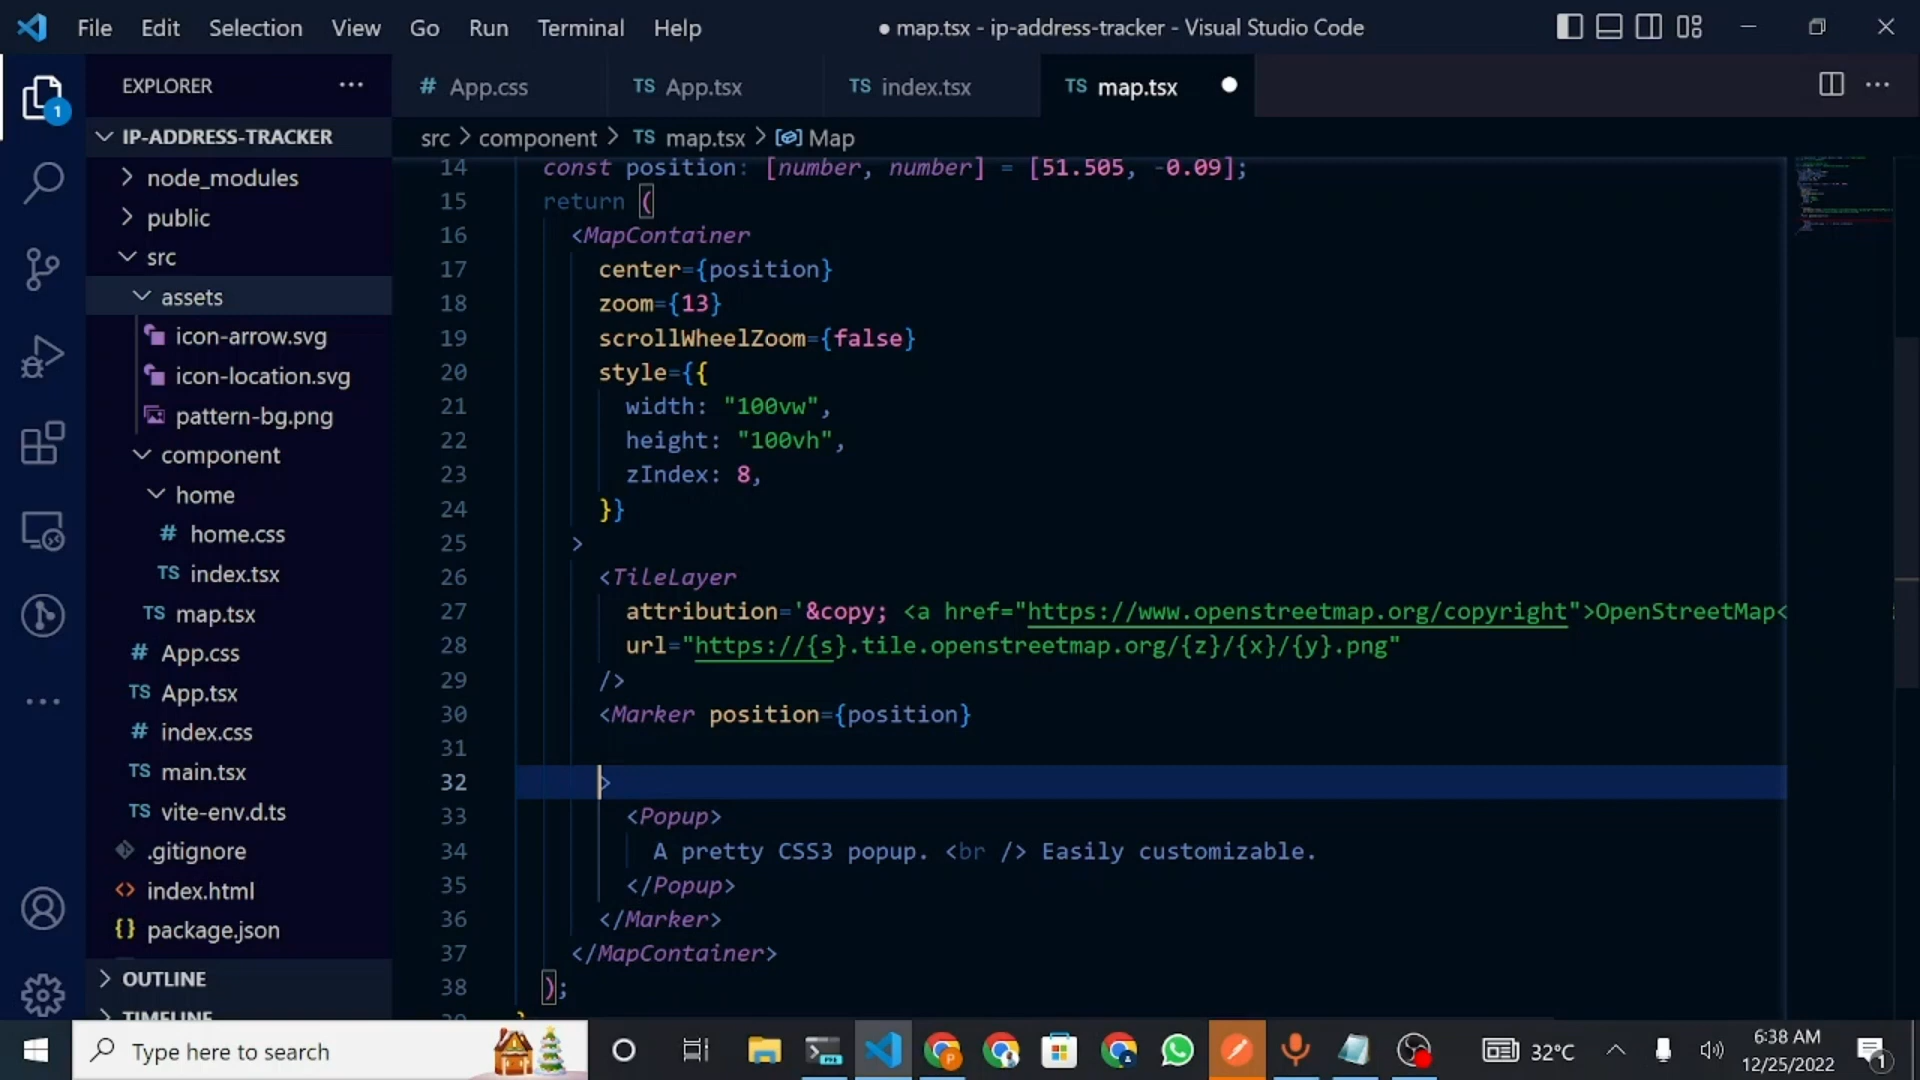 File Edit Selection View Go Run Terminal Help
● map.tsx - ip-address-tracker - Visual Studio Code
EXPLORER
# App.css
TS App.tsx
TS index.tsx
TS map.tsx
1
IP-ADDRESS-TRACKER
node_modules
public
src
assets
icon-arrow.svg
icon-location.svg
pattern-bg.png
component
home
# home.css
TS index.tsx
TS map.tsx
# App.css
TS App.tsx
# index.css
TS main.tsx
TS vite-env.d.ts
.gitignore
<> index.html
{} package.json
OUTLINE
TIMELINE
src > component > TS map.tsx > Map
14 const position: [number, number] = [51.505, -0.09];
15 return (
16 <MapContainer
17 center={position}
18 zoom={13}
19 scrollWheelZoom={false}
20 style={{
21 width: "100vw",
22 height: "100vh",
23 zIndex: 8,
24 }}
25 >
26 <TileLayer
27 attribution='&copy; <a href="https://www.openstreetmap.org/copyright">OpenStreetMap<
28 url="https://{s}.tile.openstreetmap.org/{z}/{x}/{y}.png"
29 />
30 <Marker position={position}
31
32 >
33 <Popup>
34 A pretty CSS3 popup. <br /> Easily customizable.
35 </Popup>
36 </Marker>
37 </MapContainer>
38 );
39 }
Type here to search
32°C
6:38 AM
12/25/2022
1